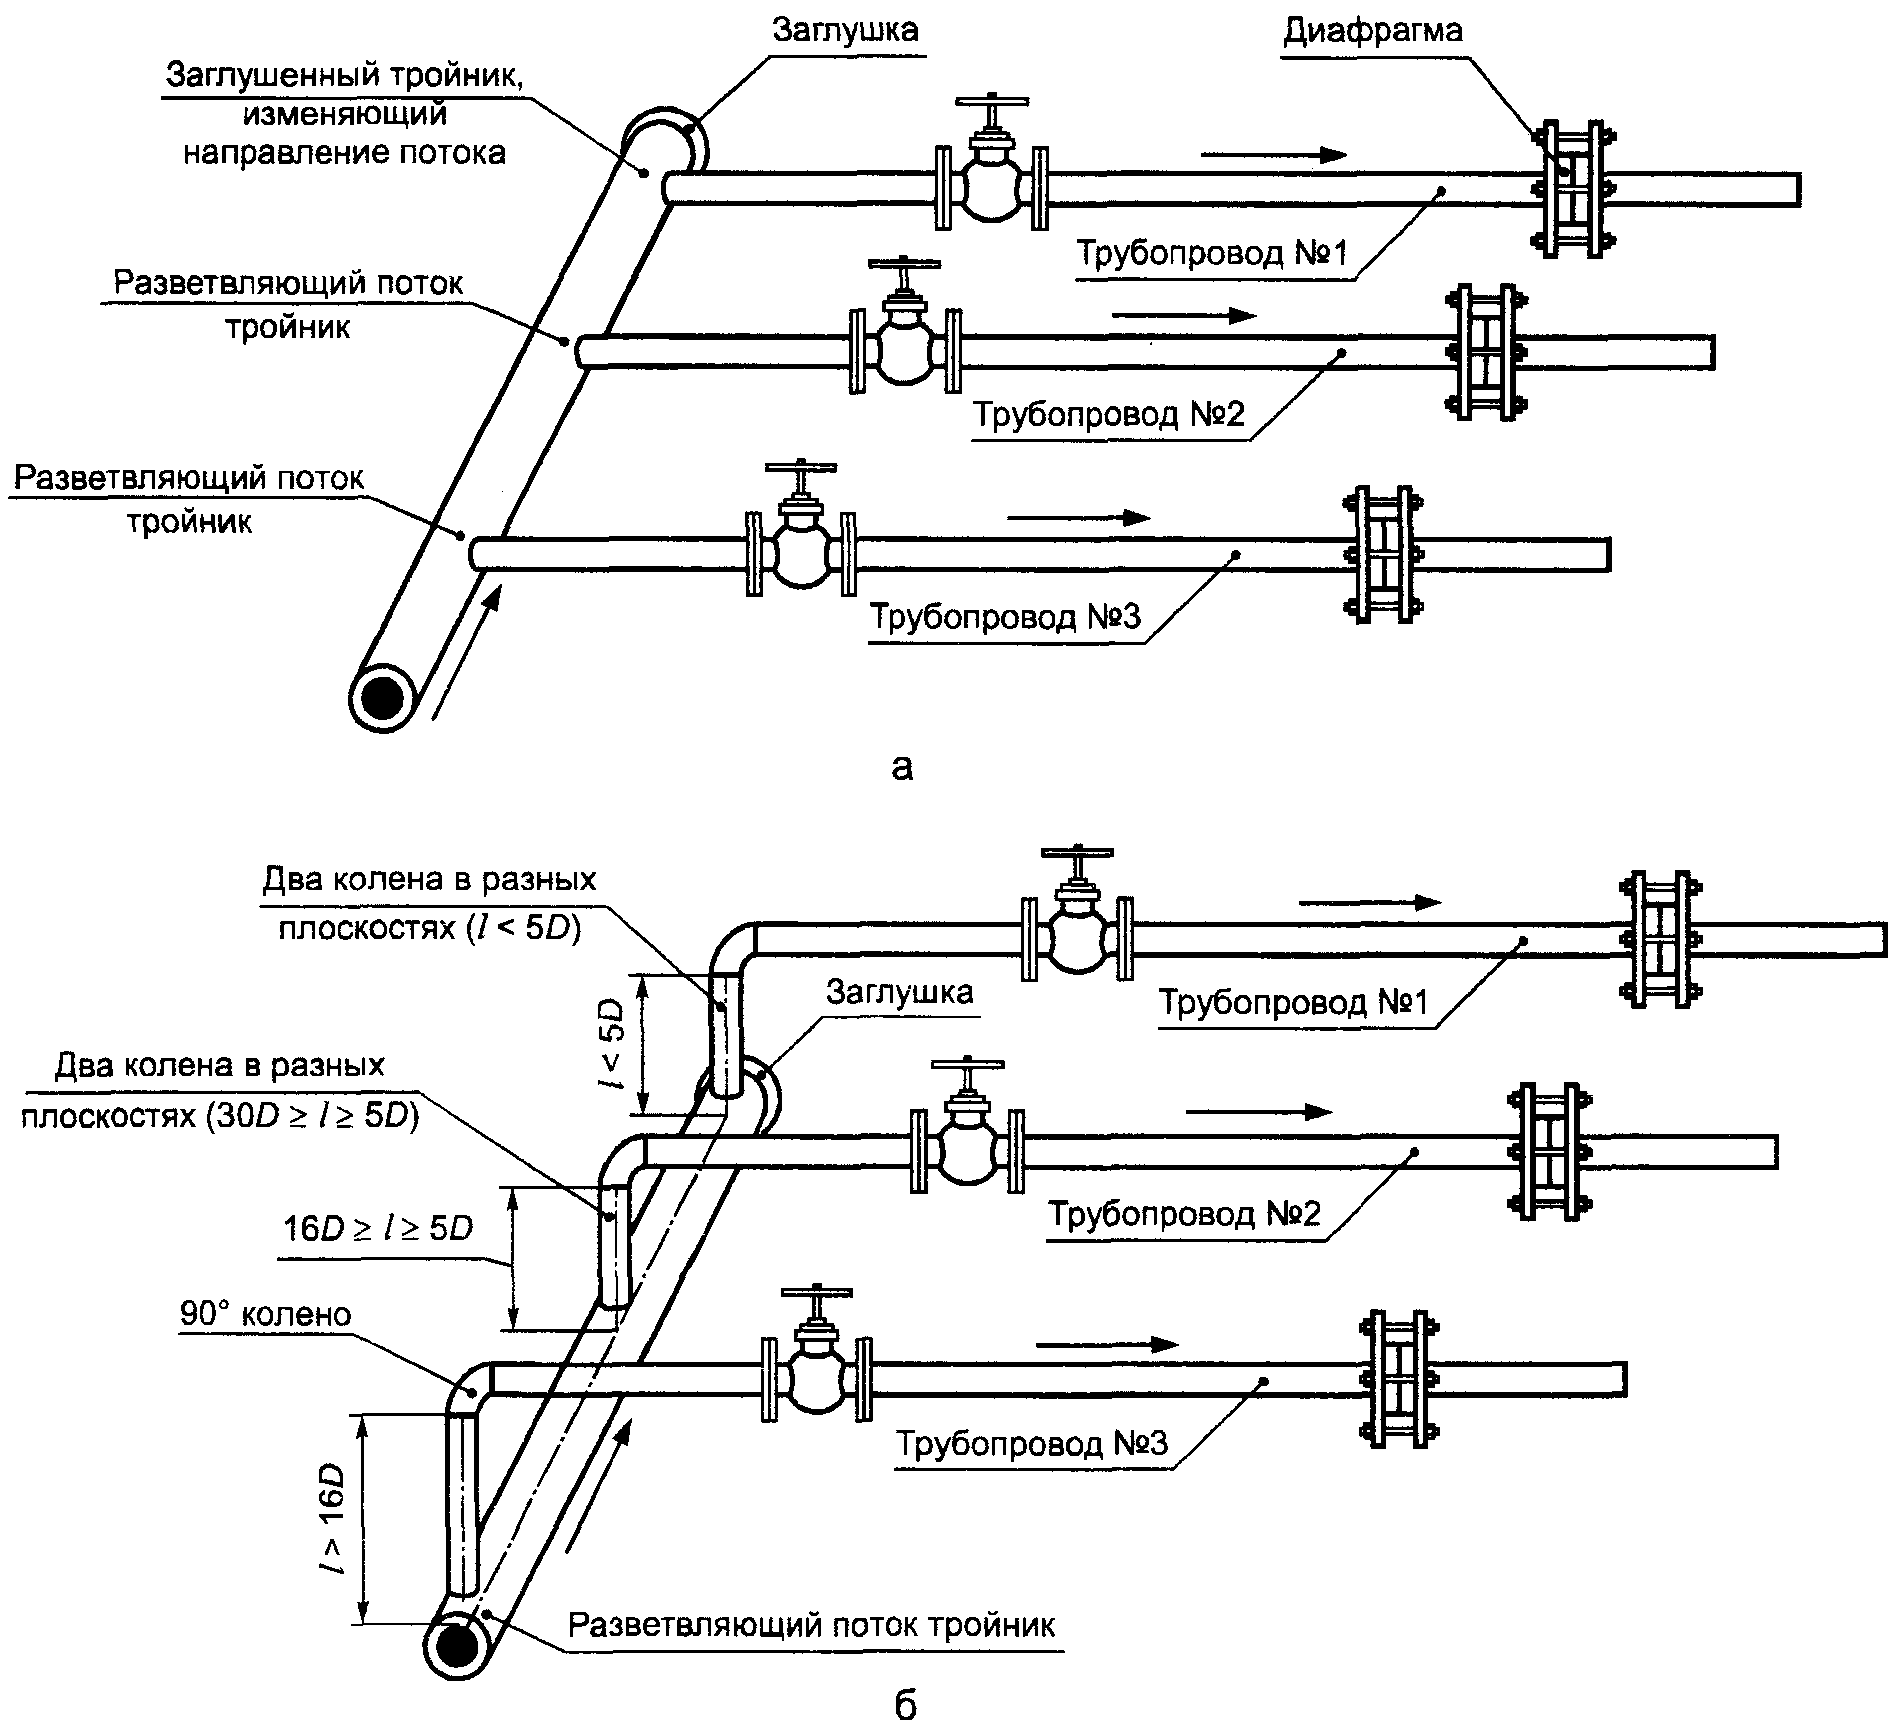 Заглушка
Диафрагма
Заглушенный тройник,
изменяющий
направление потока
Трубопровод №1
Разветвляющий поток
тройник
Трубопровод №2
Разветвляющий поток
тройник
Трубопровод №3
а
Два колена в разных
плоскостях (l < 5D)
Заглушка
Трубопровод №1
l < 5D
Два колена в разных
плоскостях (30D ≥ l ≥ 5D)
16D ≥ l ≥ 5D
Трубопровод №2
90° колено
Трубопровод №3
l > 16D
Разветвляющий поток тройник
б